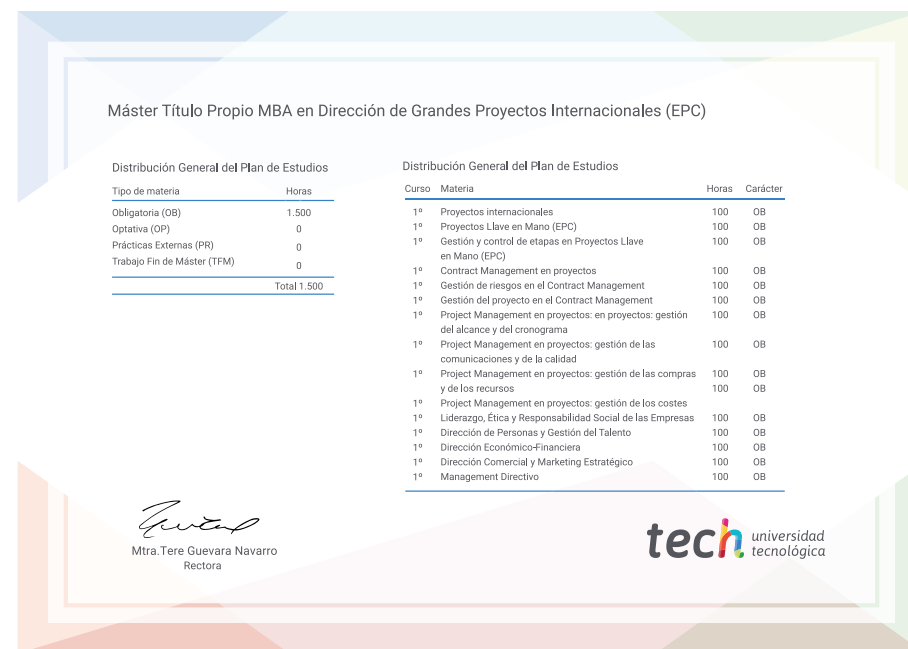 Máster Título Propio MBA en Dirección de Grandes Proyectos Internacionales (EPC)
Distribución General del Plan de Estudios
Tipo de materia Horas
Obligatoria (OB) 1.500
Optativa (OP) 0
Prácticas Externas (PR) 0
Trabajo Fin de Máster (TFM) 0
Total 1.500
Distribución General del Plan de Estudios
Curso Materia Horas Carácter
1º Proyectos internacionales 100 OB
1º Proyectos Llave en Mano (EPC) 100 OB
1º Gestión y control de etapas en Proyectos Llave 100 OB
en Mano (EPC)
1º Contract Management en proyectos 100 OB
1º Gestión de riesgos en el Contract Management 100 OB
1º Gestión del proyecto en el Contract Management 100 OB
1º Project Management en proyectos: en proyectos: gestión 100 OB
del alcance y del cronograma
1º Project Management en proyectos: gestión de las 100 OB
comunicaciones y de la calidad
1º Project Management en proyectos: gestión de las compras 100 OB
y de los recursos 100 OB
1º Project Management en proyectos: gestión de los costes
1º Liderazgo, Ética y Responsabilidad Social de las Empresas 100 OB
1º Dirección de Personas y Gestión del Talento 100 OB
1º Dirección Económico-Financiera 100 OB
1º Dirección Comercial y Marketing Estratégico 100 OB
1º Management Directivo 100 OB
Mtra.Tere Guevara Navarro
Rectora
tech universidad
tecnológica